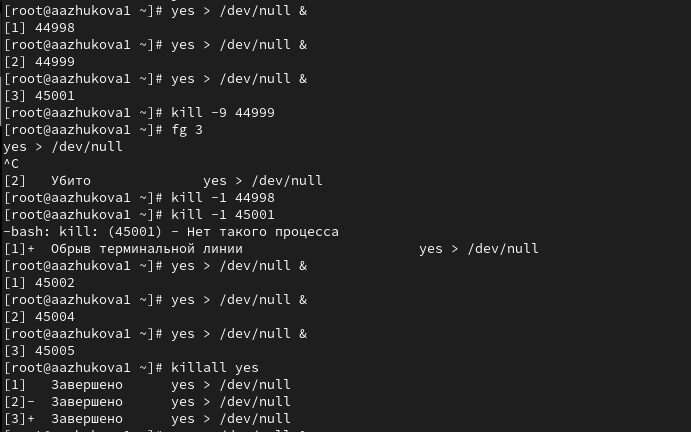 [root@aazhukova1 ~]# yes > /dev/null &
[1] 44998
[root@aazhukova1 ~]# yes > /dev/null &
[2] 44999
[root@aazhukova1 ~]# yes > /dev/null &
[3] 45001
[root@aazhukova1 ~]# kill -9 44999
[root@aazhukova1 ~]# fg 3
yes > /dev/null
^C
[2]   Убито              yes > /dev/null
[root@aazhukova1 ~]# kill -1 44998
[root@aazhukova1 ~]# kill -1 45001
-bash: kill: (45001) - Нет такого процесса
[1]+  Обрыв терминальной линии                      yes > /dev/null
[root@aazhukova1 ~]# yes > /dev/null &
[1] 45002
[root@aazhukova1 ~]# yes > /dev/null &
[2] 45004
[root@aazhukova1 ~]# yes > /dev/null &
[3] 45005
[root@aazhukova1 ~]# killall yes
[1]   Завершено      yes > /dev/null
[2]-  Завершено      yes > /dev/null
[3]+  Завершено      yes > /dev/null